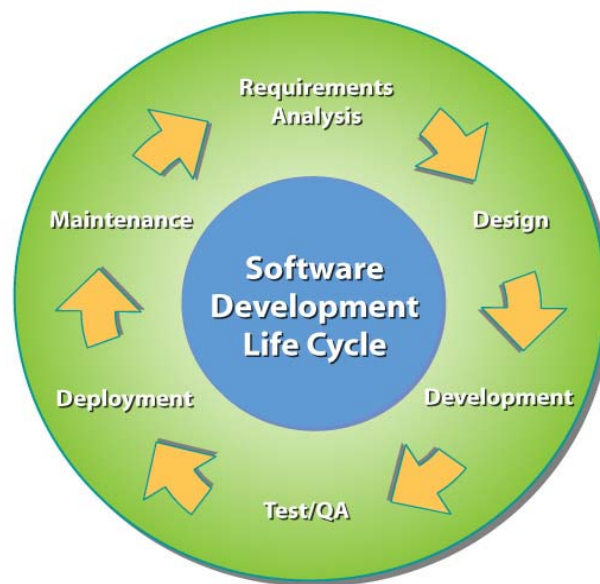 Requirements
Analysis
Design
Development
Test/QA
Deployment
Maintenance
Software
Development
Life Cycle